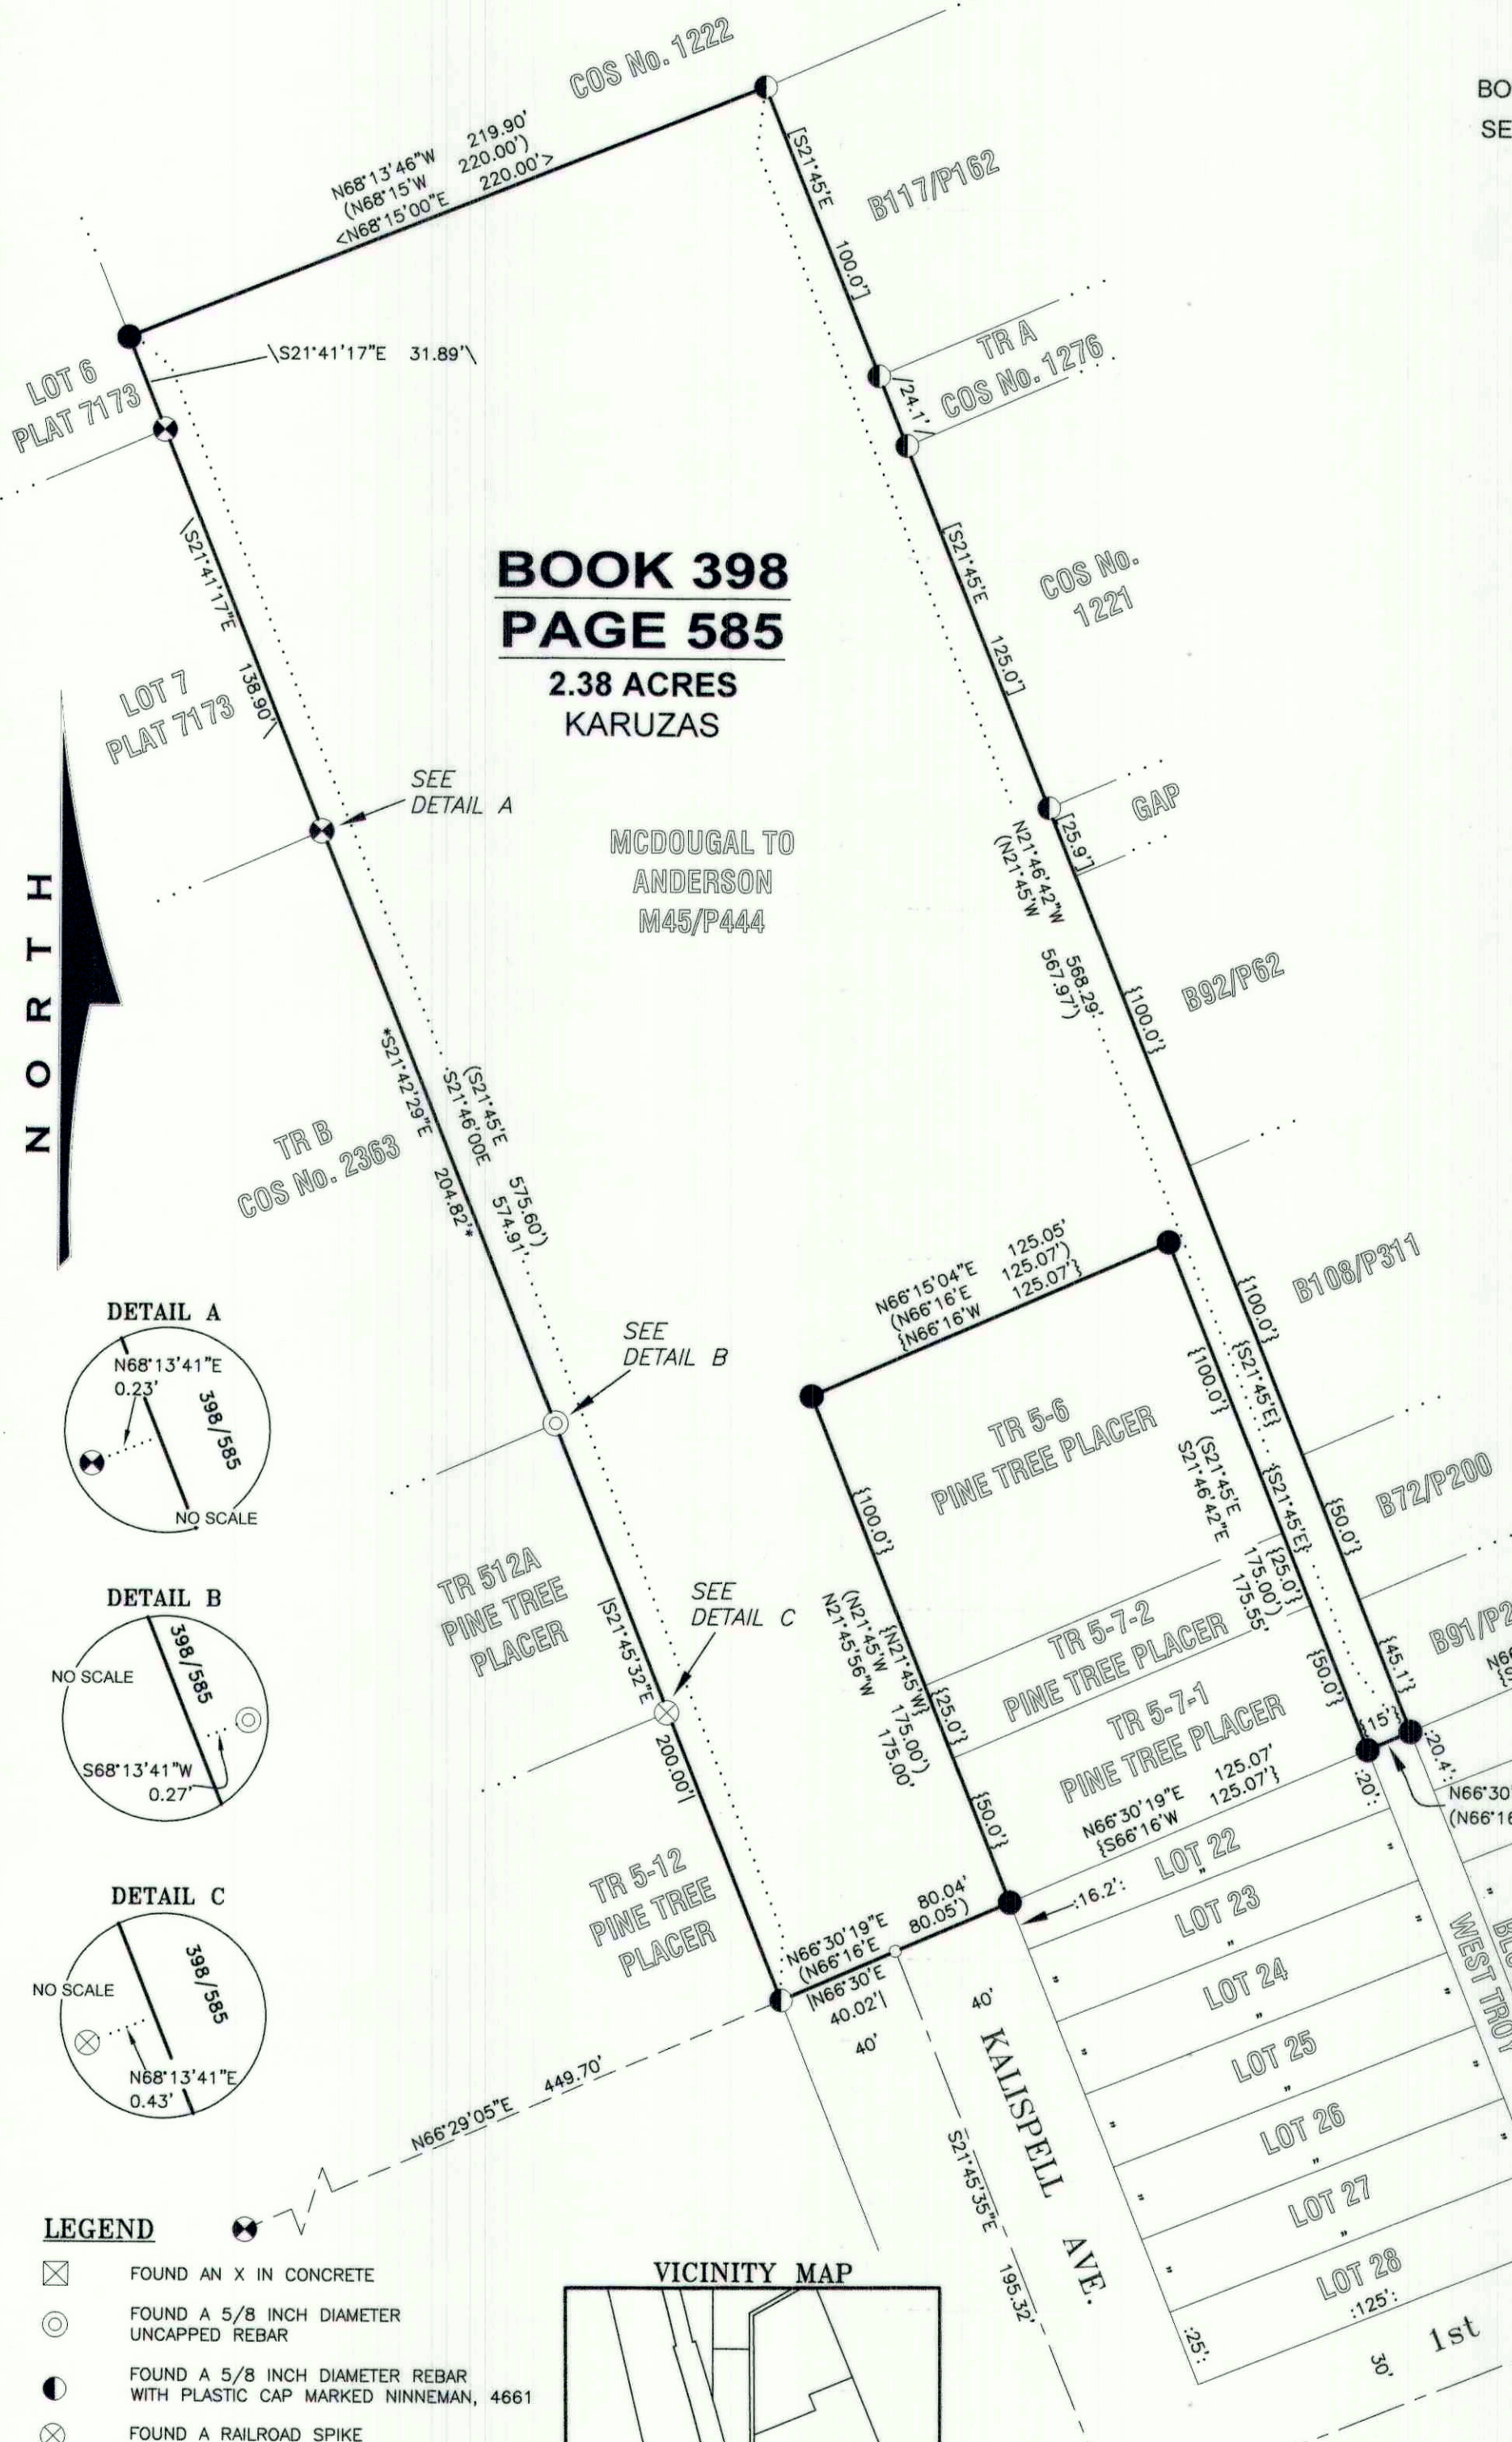 COS No. 1222
BO
SE
N68°13'46"W 219.90'
(N68°15'W 220.00')
<N68°15'00"E 220.00'>
[S21°45'E 100.0']
B117/P162
TR A
COS No. 1276
/24.1'/
LOT 6
PLAT 7173
\S21°41'17"E 31.89'\
\S21°41'17"E 138.90'\
BOOK 398
PAGE 585
2.38 ACRES
KARUZAS
[S21°45'E 125.0']
COS No.
1221
LOT 7
PLAT 7173
SEE
DETAIL A
MCDOUGAL TO
ANDERSON
M45/P444
GAP
[25.9']
N21°46'42"W 568.29'
(N21°45'W 567.97')
NORTH
{100.0'}
B92/P62
*S21°42'29"E 204.82'*
(S21°45'E 575.60')
S21°46'00E 574.91'
TR B
COS No. 2363
N66°15'04"E 125.05'
(N66°16'E 125.07')
{N66°16'W 125.07'}
{100.0'}
B108/P311
{S21°45'E}
DETAIL A
N68°13'41"E
0.23'
398/585
NO SCALE
SEE
DETAIL B
{100.0'}
TR 5-6
PINE TREE PLACER
(S21°45'E 175.00')
S21°46'42"E 175.55'
{S21°45'E}
{25.0'}
{50.0'}
B72/P200
{100.0'}
DETAIL B
398/585
NO SCALE
S68°13'41"W
0.27'
TR 512A
PINE TREE
PLACER
|S21°45'32"E 200.00'|
SEE
DETAIL C
{N21°45'W}
(N21°45'W 175.00')
N21°45'56"W 175.00'
{25.0'}
TR 5-7-2
PINE TREE PLACER
{50.0'}
{45.1'}
B91/P2
N6
TR 5-7-1
PINE TREE PLACER
{15'}
:20.4':
:20':
N66°30'
(N66°16
{50.0'}
N66°30'19"E 125.07'
{S66°16'W 125.07'}
DETAIL C
398/585
NO SCALE
N68°13'41"E
0.43'
TR 5-12
PINE TREE
PLACER
N66°30'19"E 80.04'
(N66°16'E 80.05')
|N66°30'E
40.02'|
:16.2':
LOT 22
"
LOT 23
"
LOT 24
"
LOT 25
"
LOT 26
"
LOT 27
"
LOT 28
:125':
:25':
WEST TROY
40'
40'
KALISPELL AVE.
S21°45'35"E 195.32'
N66°29'05"E 449.70'
1st
30'
LEGEND
FOUND AN X IN CONCRETE
FOUND A 5/8 INCH DIAMETER
UNCAPPED REBAR
FOUND A 5/8 INCH DIAMETER REBAR
WITH PLASTIC CAP MARKED NINNEMAN, 4661
FOUND A RAILROAD SPIKE
VICINITY MAP